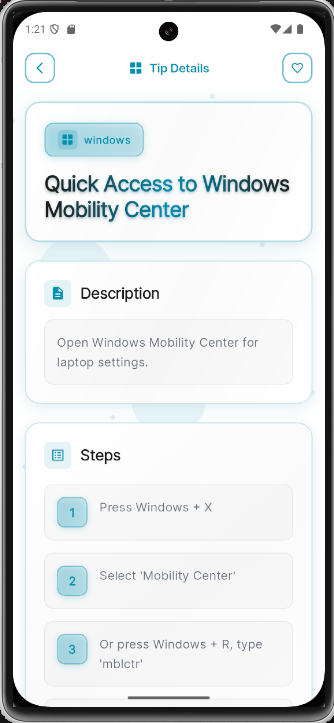 1:21
Tip Details
windows
Quick Access to Windows
Mobility Center
Description
Open Windows Mobility Center for
laptop settings.
Steps
1 Press Windows + X
2 Select 'Mobility Center'
3 Or press Windows + R, type
'mblctr'